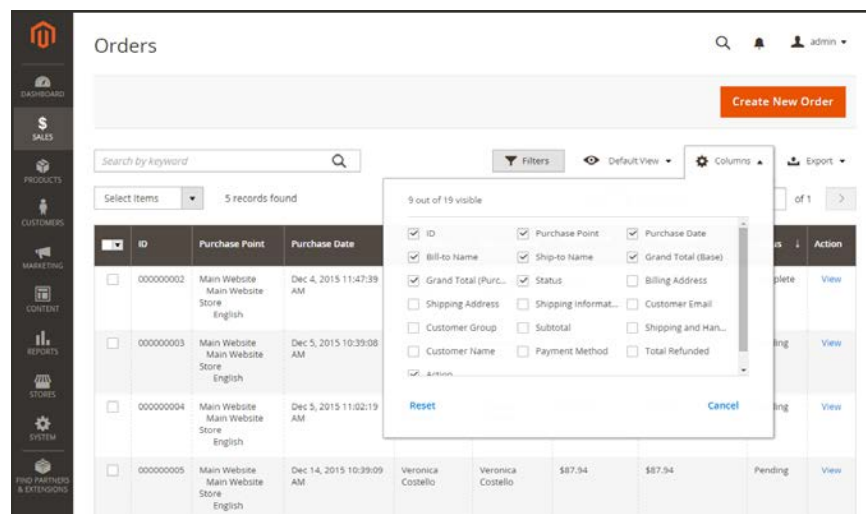 Orders
admin
DASHBOARD
$
SALES
PRODUCTS
CUSTOMERS
MARKETING
CONTENT
REPORTS
STORES
SYSTEM
FIND PARTNERS
& EXTENSIONS
Create New Order
Search by keyword
Filters
Default View
Columns
Export
Select Items
5 records found
of 1
9 out of 19 visible
ID
Purchase Point
Purchase Date
Bill-to Name
Ship-to Name
Grand Total (Base)
Grand Total (Purc...
Status
Billing Address
Shipping Address
Shipping Informat...
Customer Email
Customer Group
Subtotal
Shipping and Han...
Customer Name
Payment Method
Total Refunded
Action
Reset
Cancel
ID
Purchase Point
Purchase Date
us
Action
000000002
Main Website
Main Website
Store
English
Dec 4, 2015 11:47:39
AM
plete
View
000000003
Main Website
Main Website
Store
English
Dec 5, 2015 10:39:08
AM
ling
View
000000004
Main Website
Main Website
Store
English
Dec 5, 2015 11:02:19
AM
ling
View
000000005
Main Website
Main Website
Store
English
Dec 14, 2015 10:39:09
AM
Veronica
Costello
Veronica
Costello
$87.94
$87.94
Pending
View